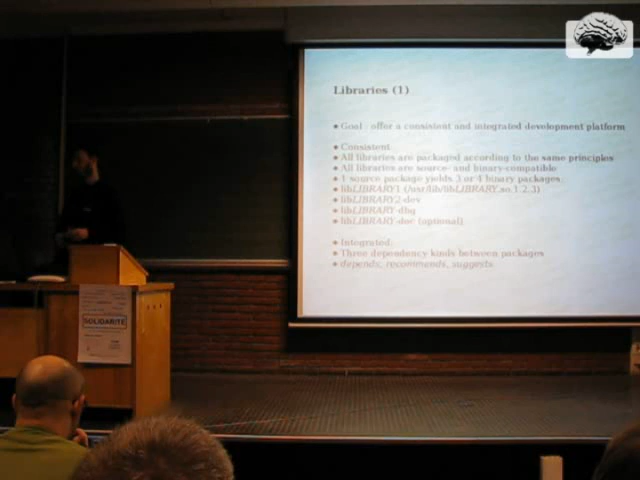 Libraries (1)
Goal : offer a consistent and integrated development platform
Consistent
All libraries are packaged according to the same principles
All libraries are source- and binary-compatible
1 source package yields 3 or 4 binary packages:
libLIBRARY1 (/usr/lib/libLIBRARY.so.1.2.3)
libLIBRARY2-dev
libLIBRARY-dbg
libLIBRARY-doc (optional)
Integrated:
Three dependency kinds between packages
depends, recommends, suggests
SOLIDARITE